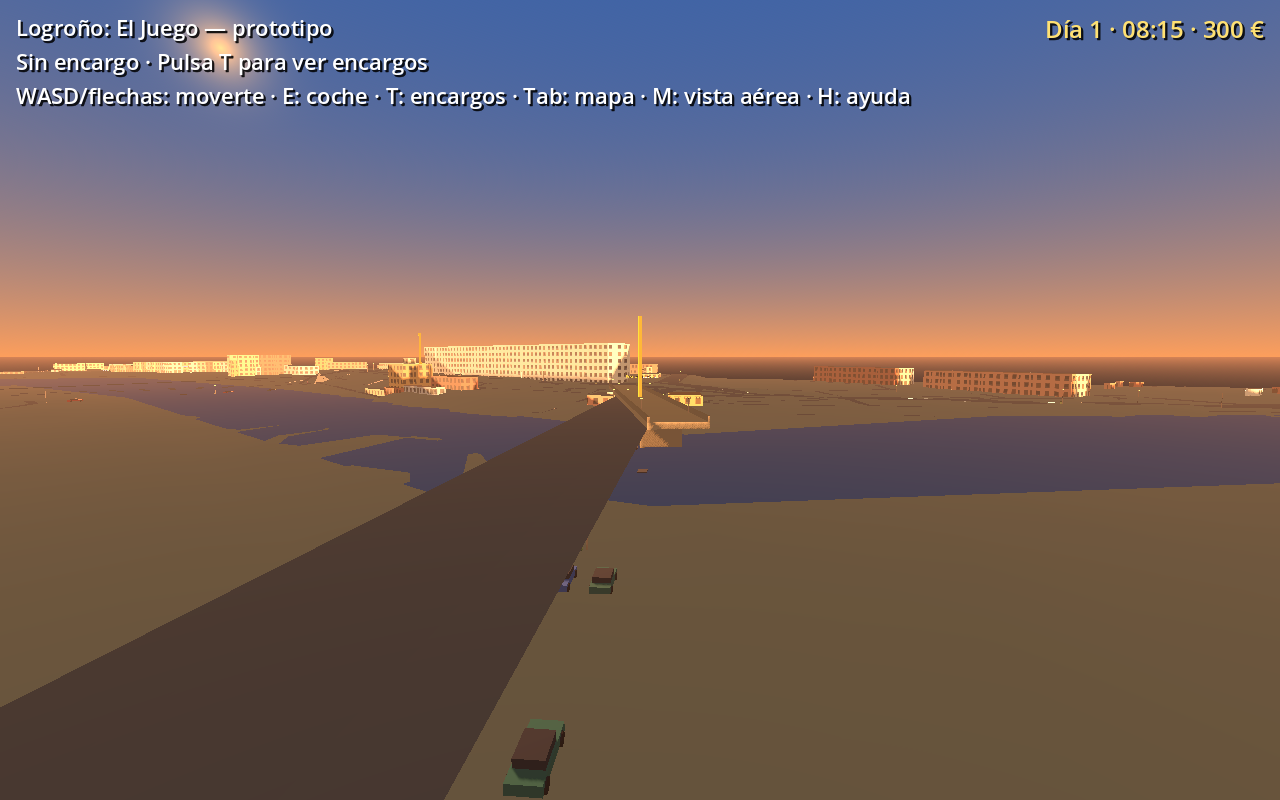 Logroño: El Juego — prototipo
Día 1 · 08:15 · 300 €
Sin encargo · Pulsa T para ver encargos
WASD/flechas: moverte · E: coche · T: encargos · Tab: mapa · M: vista aérea · H: ayuda